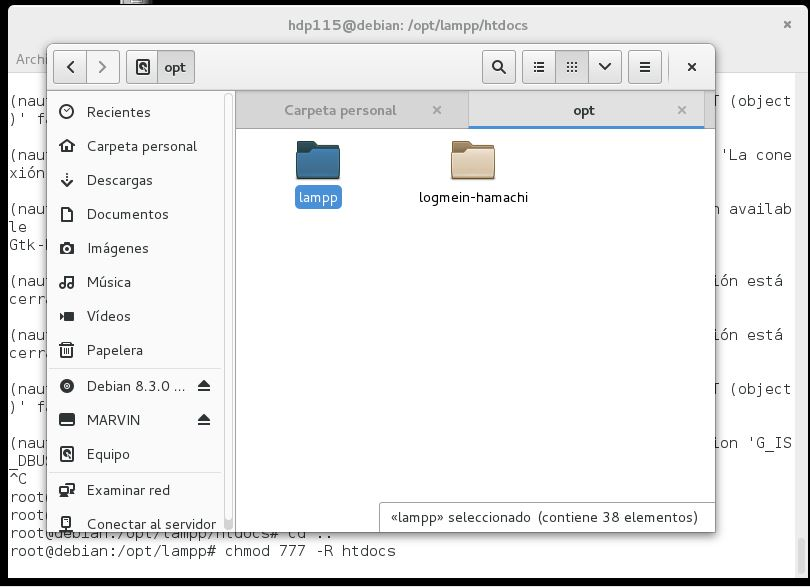 hdp115@debian: /opt/lampp/htdocs
Archi
opt
Carpeta personal
opt
Recientes
Carpeta personal
Descargas
Documentos
Imágenes
Música
Vídeos
Papelera
Debian 8.3.0 ...
MARVIN
Equipo
Examinar red
Conectar al servidor
lampp
logmein-hamachi
«lampp» seleccionado (contiene 38 elementos)
(nau T (object
)' f
(nau 'La cone
xión
(nau n availab
le
Gtk-
(nau ión está
cerr
(nau ión está
cerr
(nau T (object
)' f
(nau ion 'G_IS
_DBUS
^C
root@
root@
root@debian:/opt/lampp/htdocs# cd ..
root@debian:/opt/lampp# chmod 777 -R htdocs